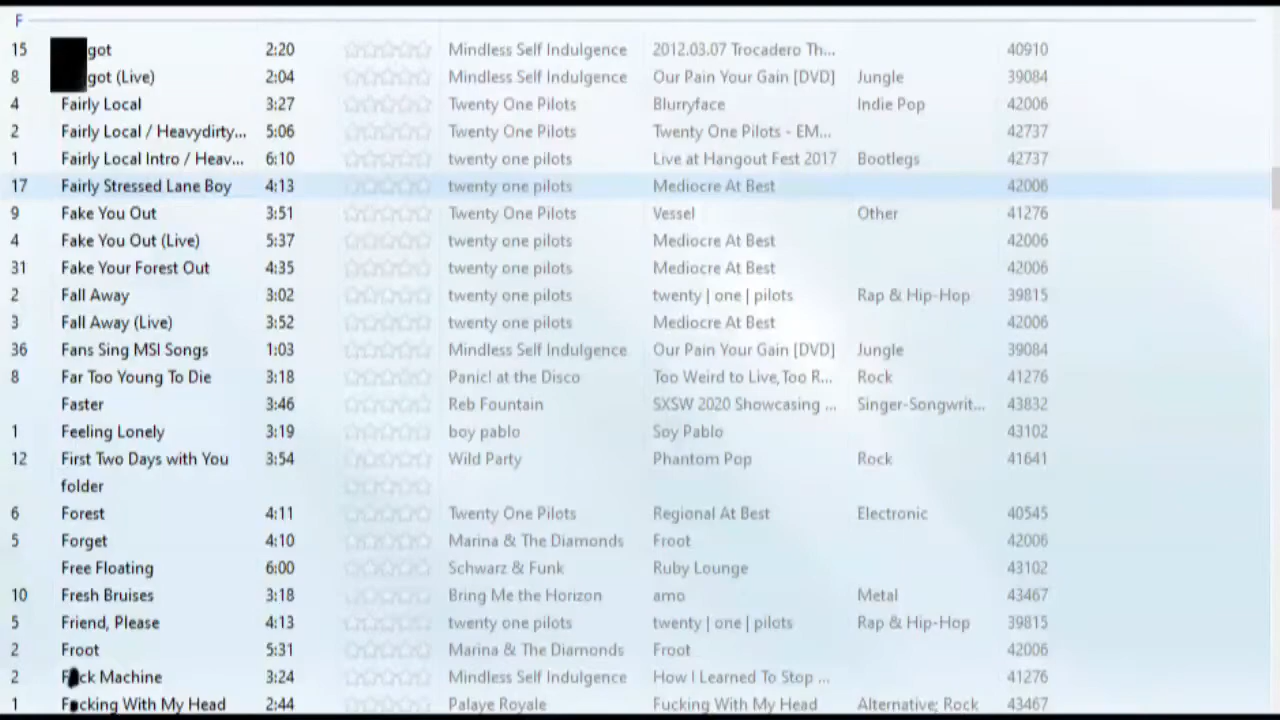 F
15 got 2:20 Mindless Self Indulgence 2012.03.07 Trocadero Th... 40910
8 got (Live) 2:04 Mindless Self Indulgence Our Pain Your Gain [DVD] Jungle 39084
4 Fairly Local 3:27 Twenty One Pilots Blurryface Indie Pop 42006
2 Fairly Local / Heavydirty... 5:06 Twenty One Pilots Twenty One Pilots - EM... 42737
1 Fairly Local Intro / Heav... 6:10 twenty one pilots Live at Hangout Fest 2017 Bootlegs 42737
17 Fairly Stressed Lane Boy 4:13 twenty one pilots Mediocre At Best 42006
9 Fake You Out 3:51 Twenty One Pilots Vessel Other 41276
4 Fake You Out (Live) 5:37 twenty one pilots Mediocre At Best 42006
31 Fake Your Forest Out 4:35 twenty one pilots Mediocre At Best 42006
2 Fall Away 3:02 twenty one pilots twenty | one | pilots Rap & Hip-Hop 39815
3 Fall Away (Live) 3:52 twenty one pilots Mediocre At Best 42006
36 Fans Sing MSI Songs 1:03 Mindless Self Indulgence Our Pain Your Gain [DVD] Jungle 39084
8 Far Too Young To Die 3:18 Panic! at the Disco Too Weird to Live, Too R... Rock 41276
Faster 3:46 Reb Fountain SXSW 2020 Showcasing ... Singer-Songwrit... 43832
1 Feeling Lonely 3:19 boy pablo Soy Pablo 43102
12 First Two Days with You 3:54 Wild Party Phantom Pop Rock 41641
folder
6 Forest 4:11 Twenty One Pilots Regional At Best Electronic 40545
5 Forget 4:10 Marina & The Diamonds Froot 42006
Free Floating 6:00 Schwarz & Funk Ruby Lounge 43102
10 Fresh Bruises 3:18 Bring Me the Horizon amo Metal 43467
5 Friend, Please 4:13 twenty one pilots twenty | one | pilots Rap & Hip-Hop 39815
2 Froot 5:31 Marina & The Diamonds Froot 42006
2 F ck Machine 3:24 Mindless Self Indulgence How I Learned To Stop ... 41276
1 F cking With My Head 2:44 Palaye Royale Fucking With My Head Alternative; Rock 43467